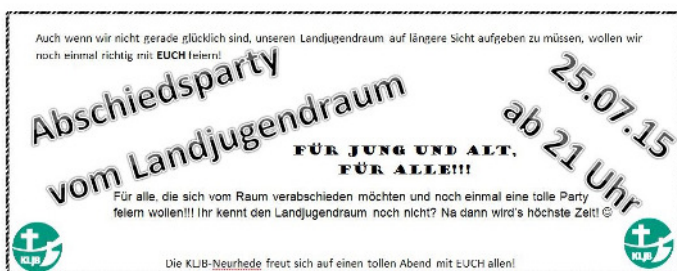 Auch wenn wir nicht gerade glücklich sind, unseren Landjugendraum auf längere Sicht aufgeben zu müssen, wollen wir
noch einmal richtig mit EUCH feiern!
Abschiedsparty
vom Landjugendraum
25.07.15
ab 21 Uhr
FÜR JUNG UND ALT,
FÜR ALLE!!!
Für alle, die sich vom Raum verabschieden möchten und noch einmal eine tolle Party
feiern wollen!!! Ihr kennt den Landjugendraum noch nicht? Na dann wird's höchste Zeit! ☺
KLJB
KLJB
Die KLJB-Neurhede freut sich auf einen tollen Abend mit EUCH allen!